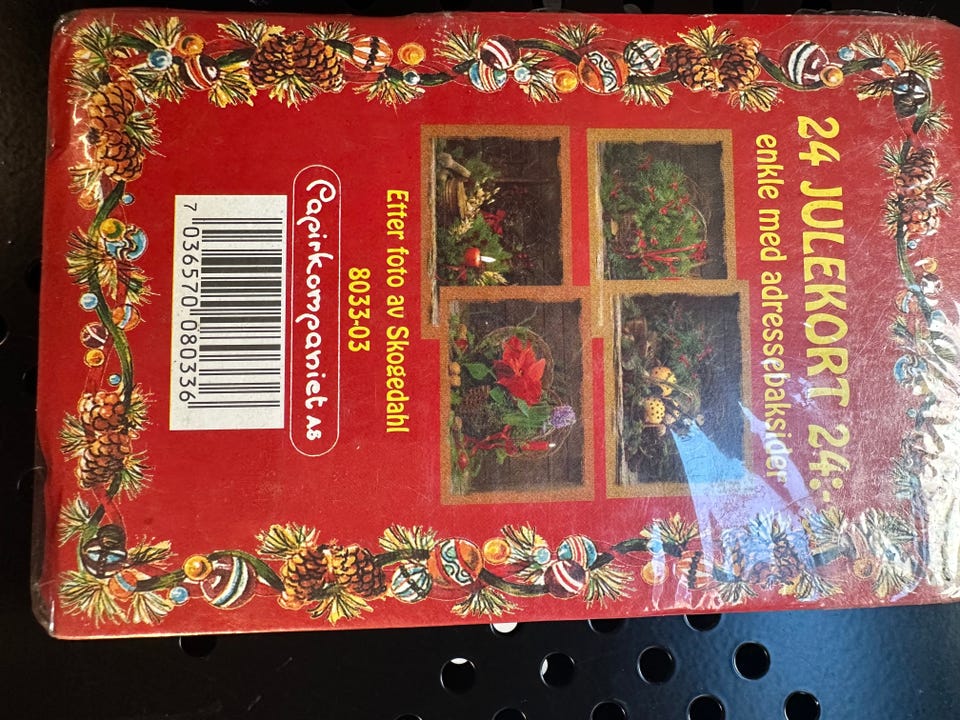 24 JULEKORT 24:-
enkle med adressebaksider
Etter foto av Skogedahl
8033-03
Papirkompaniet AS
7 036570 080336